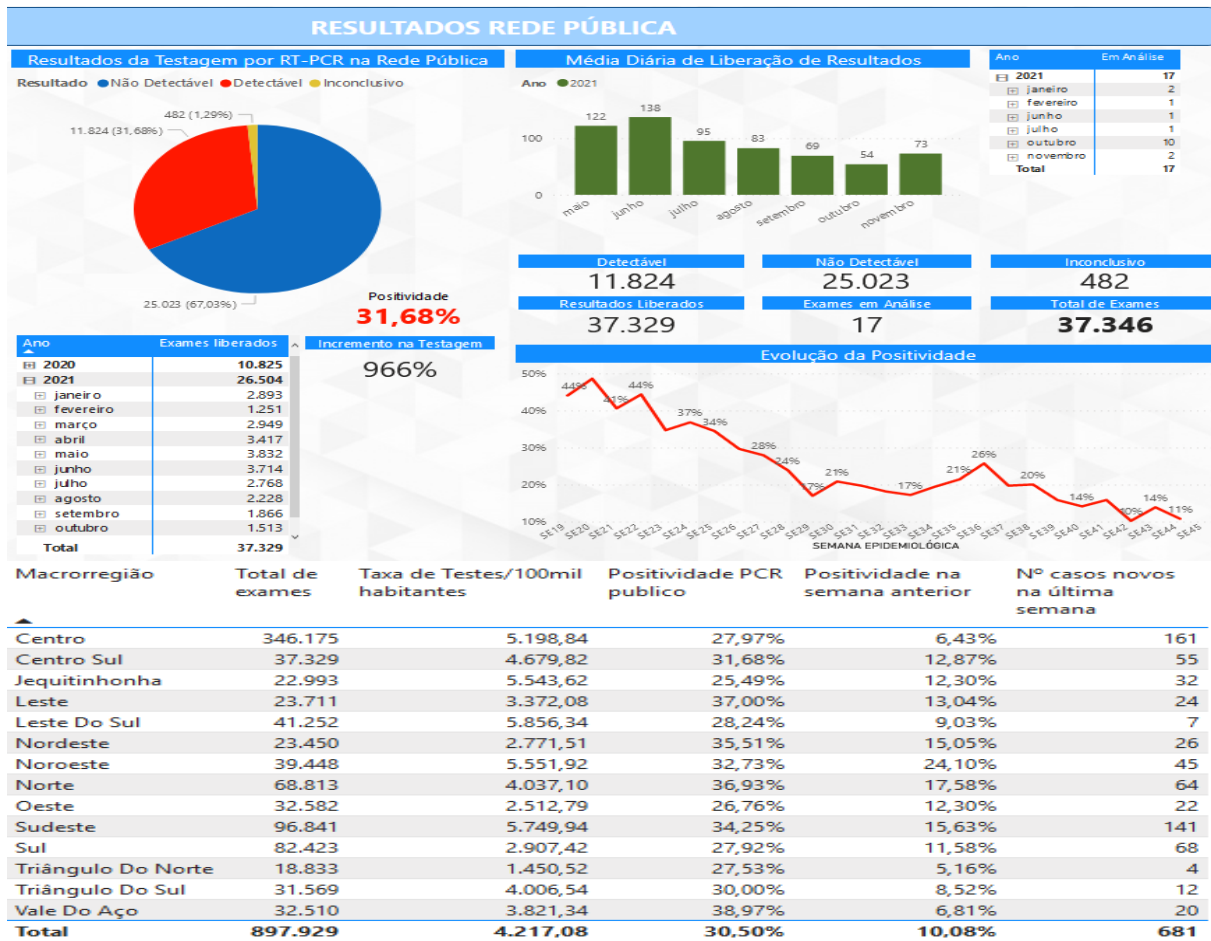 RESULTADOS REDE PÚBLICA
Resultados da Testagem por RT-PCR na Rede Pública
Resultado Não Detectável Detectável Inconclusivo
482 (1,29%)
11.824 (31,68%)
25.023 (67,03%)
Positividade
31,68%
Média Diária de Liberação de Resultados
Ano 2021
100
0
122
138
95
83
69
54
73
maio
junho
julho
agosto
setembro
outubro
novembro
Ano Em Análise
2021 17
janeiro 2
fevereiro 1
junho 1
julho 1
outubro 10
novembro 2
Total 17
Detectável
11.824
Não Detectável
25.023
Inconclusivo
482
Resultados Liberados
37.329
Exames em Análise
17
Total de Exames
37.346
Ano Exames liberados
2020 10.825
2021 26.504
janeiro 2.893
fevereiro 1.251
março 2.949
abril 3.417
maio 3.832
junho 3.714
julho 2.768
agosto 2.228
setembro 1.866
outubro 1.513
Total 37.329
Incremento na Testagem
966%
Evolução da Positividade
50%
40%
30%
20%
10%
44%
41%
44%
37%
34%
28%
24%
17%
21%
17%
21%
26%
20%
14%
10%
14%
11%
SE19
SE20
SE21
SE22
SE23
SE24
SE25
SE26
SE27
SE28
SE29
SE30
SE31
SE32
SE33
SE34
SE35
SE36
SE37
SE38
SE39
SE40
SE41
SE42
SE43
SE44
SE45
SEMANA EPIDEMIOLÓGICA
Macrorregião Total de exames Taxa de Testes/100mil habitantes Positividade PCR publico Positividade na semana anterior Nº casos novos na última semana
Centro 346.175 5.198,84 27,97% 6,43% 161
Centro Sul 37.329 4.679,82 31,68% 12,87% 55
Jequitinhonha 22.993 5.543,62 25,49% 12,30% 32
Leste 23.711 3.372,08 37,00% 13,04% 24
Leste Do Sul 41.252 5.856,34 28,24% 9,03% 7
Nordeste 23.450 2.771,51 35,51% 15,05% 26
Noroeste 39.448 5.551,92 32,73% 24,10% 45
Norte 68.813 4.037,10 36,93% 17,58% 64
Oeste 32.582 2.512,79 26,76% 12,30% 22
Sudeste 96.841 5.749,94 34,25% 15,63% 141
Sul 82.423 2.907,42 27,92% 11,58% 68
Triângulo Do Norte 18.833 1.450,52 27,53% 5,16% 4
Triângulo Do Sul 31.569 4.006,54 30,00% 8,52% 12
Vale Do Aço 32.510 3.821,34 38,97% 6,81% 20
Total 897.929 4.217,08 30,50% 10,08% 681